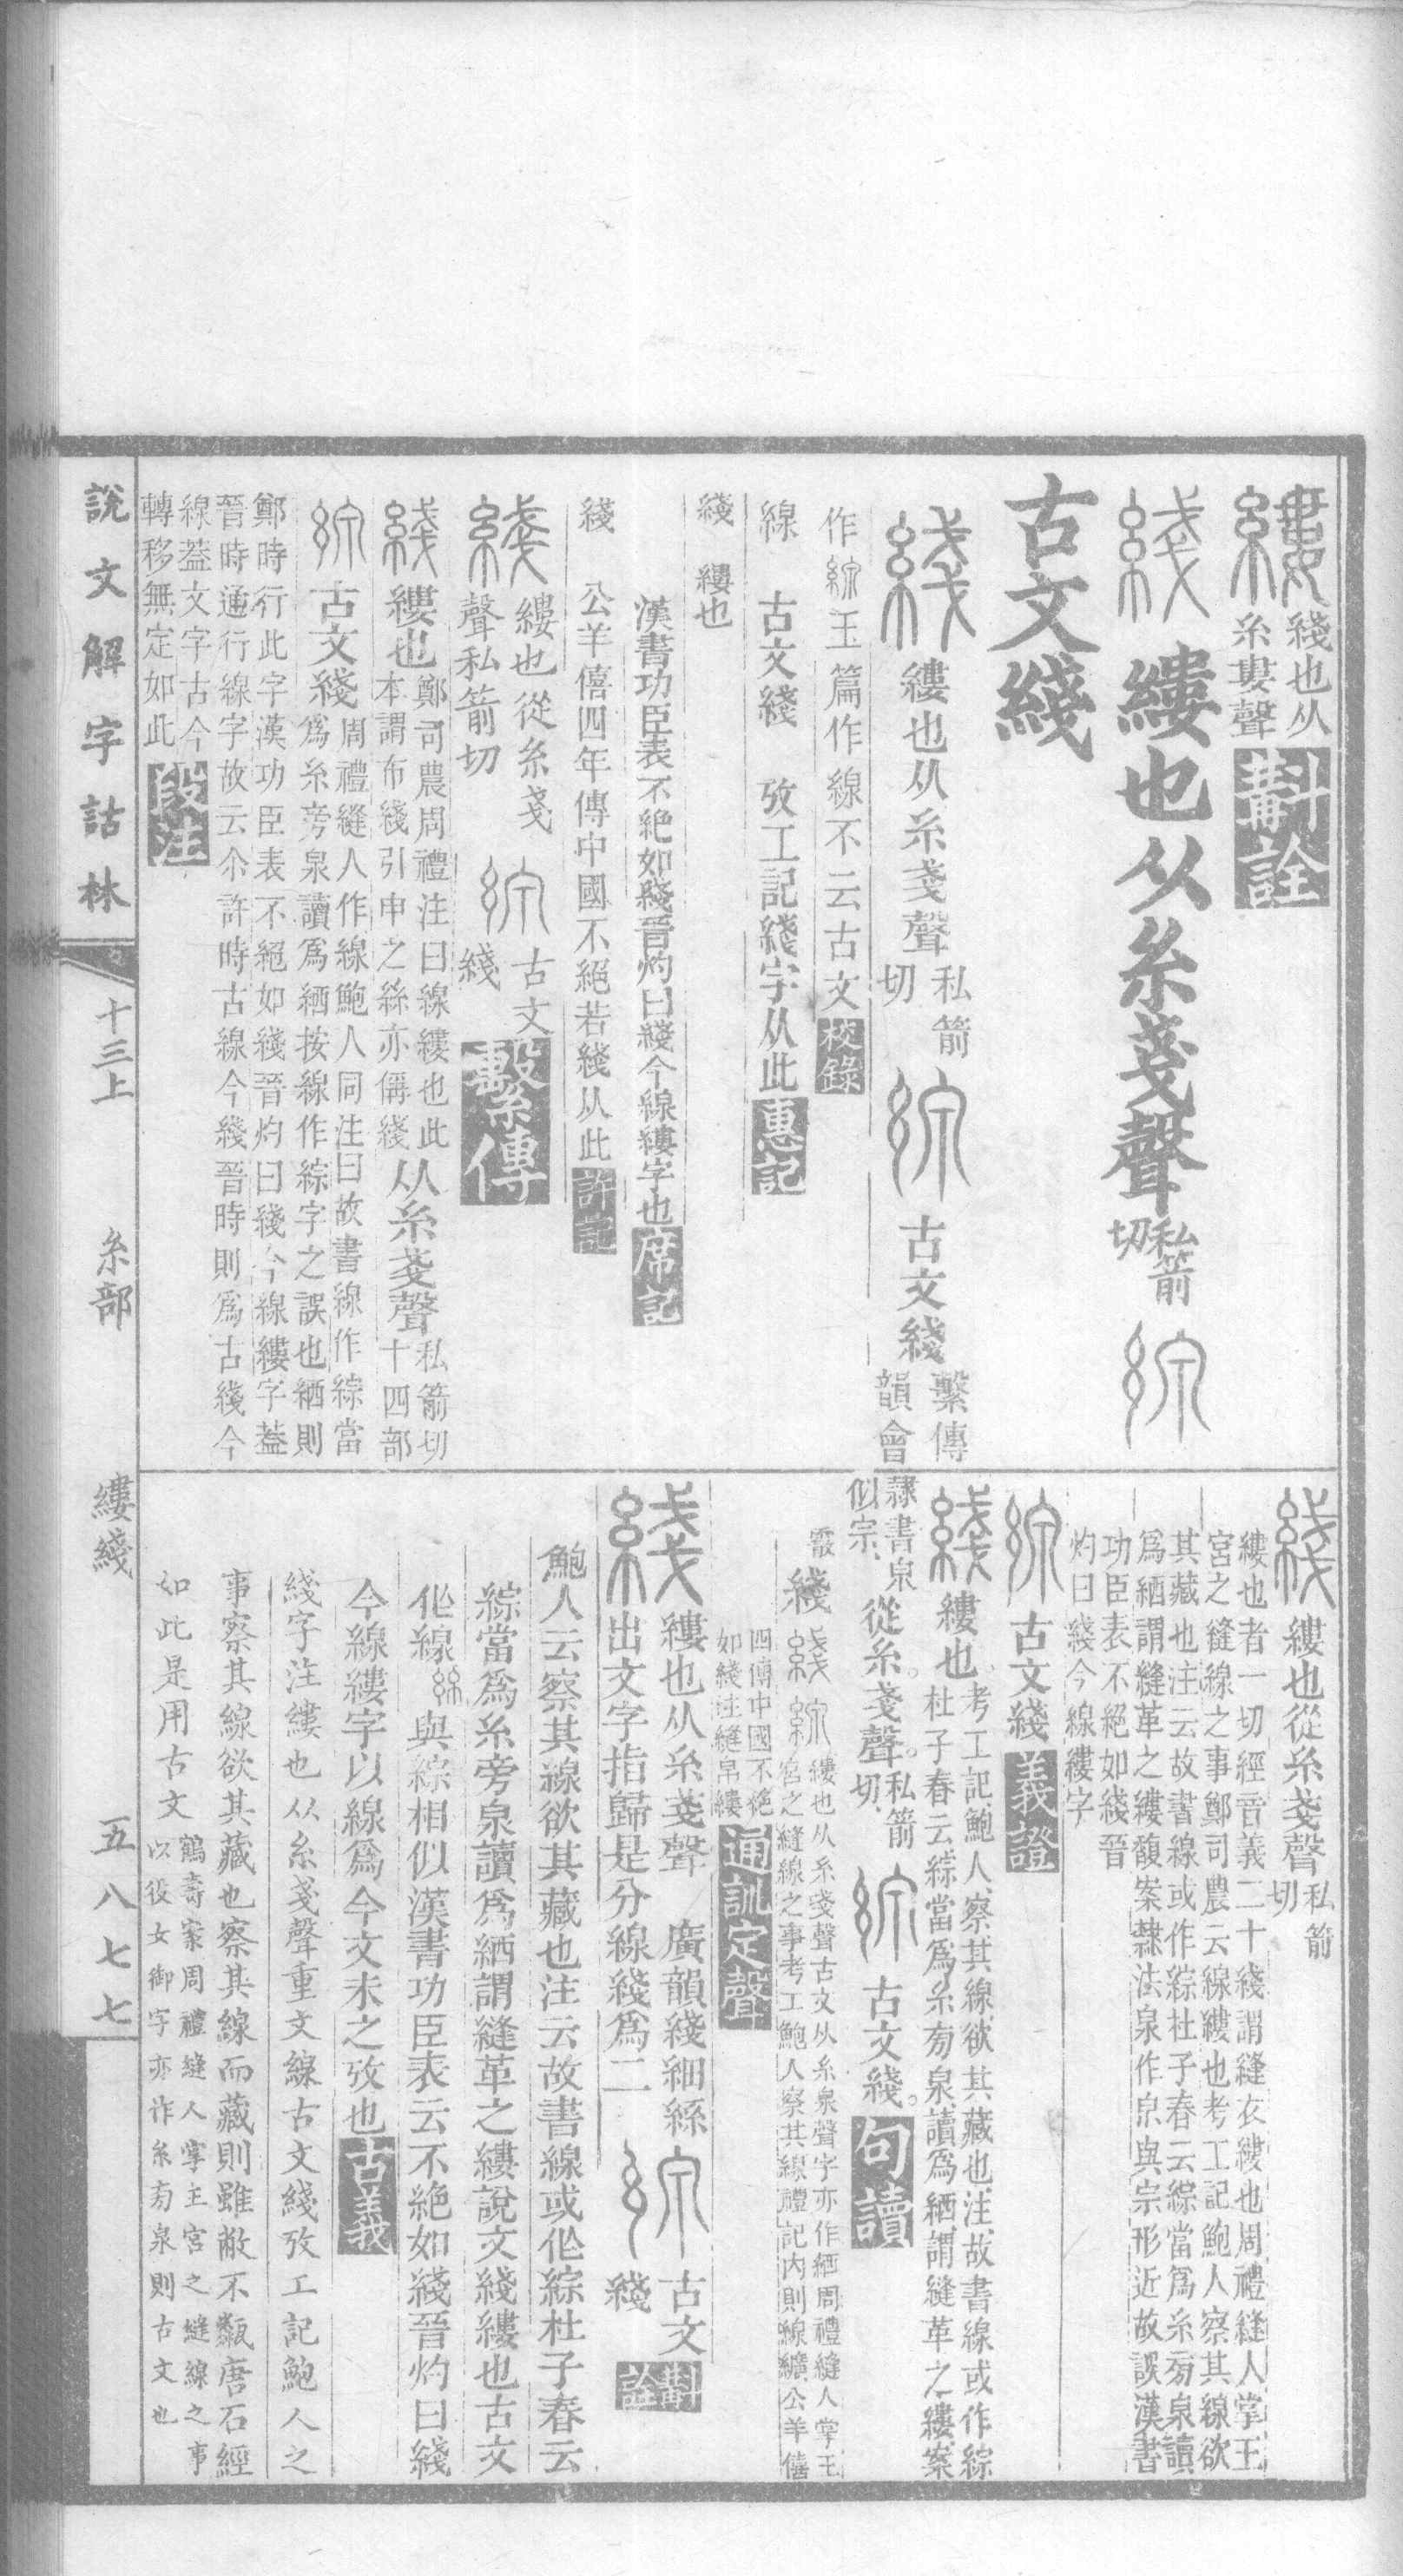 縷
綫也从
糸婁聲
斠詮
綫 縷也从糸戔聲
私箭
切
線
古文綫
綫 縷也从糸戔聲
私箭
切
線 古文綫
繫傳
韻會
作線玉篇作線不云古文 校錄
線 古文綫 攷工記綫字从此 惠記
綫 縷也
漢書功臣表不絶如綫晉灼曰綫今線縷字也 席記
綫 公羊僖四年傳中國不絕若綫从此 許記
綫
縷也從糸戔
聲私箭切
線
古文
綫
繫傳
綫 縷也
鄭司農周禮注曰線縷也此
本謂布綫引申之絲亦偁綫
从糸戔聲
私箭切
十四部
線 古文綫
周禮縫人作線鮑人同注曰故書線作綜當
爲糸旁泉讀爲絤按線作綜字之誤也絤則
鄭時行此字漢功臣表不絕如綫晉灼曰綫今線縷字葢
晉時通行線字故云尒許時古線今綫晉時則爲古綫今
線葢文字古今
轉移無定如此
段注
綫 縷也從糸戔聲
私箭
切
縷也者一切經音義二十綫謂縫衣縷也周禮縫人掌王
宮之縫線之事鄭司農云線縷也考工記鮑人察其線欲
其藏也注云故書線或作綜杜子春云綜當爲糸旁泉讀
爲絤謂縫革之縷馥案隸法泉作㡭與宗形近故誤漢書
功臣表不絕如綫晉
灼曰綫今線縷字
線 古文綫 義證
綫 縷也。
考工記鮑人察其線欲其藏也注故書線或作綜
杜子春云綜當爲糸旁泉讀爲絤謂縫革之縷案
隸書泉
似宗
從糸。戔聲。
私箭
切
線 古文綫。 句讀
霰 綫 綫 線
縷也从糸戔聲古文从糸泉聲字亦作絤周禮縫人掌王
宮之縫線之事考工鮑人察其線禮記內則線纊公羊僖
四傳中國不絕
如綫注縫帛縷
通訓定聲
綫
縷也从糸戔聲 廣韻綫細絲
出文字指歸是分線綫爲二
線
古文
綫
斠詮
鮑人云察其線欲其藏也注云故書線或作綜杜子春云
綜當爲糸旁泉讀爲絤謂縫革之縷說文綫縷也古文
作線線與綜相似漢書功臣表云不絕如綫晉灼曰綫
今線縷字以線爲今文未之攷也 古義
綫字注縷也从糸戔聲重文線古文綫攷工記鮑人之
事察其線欲其藏也察其線而藏則雖敝不甐唐石經
如此是用古文
鶴壽案周禮縫人掌王宮之縫線之事
以役女御字亦作糸旁泉則古文也
說文解字詁林
十三上
糸部
縷綫
五八七七